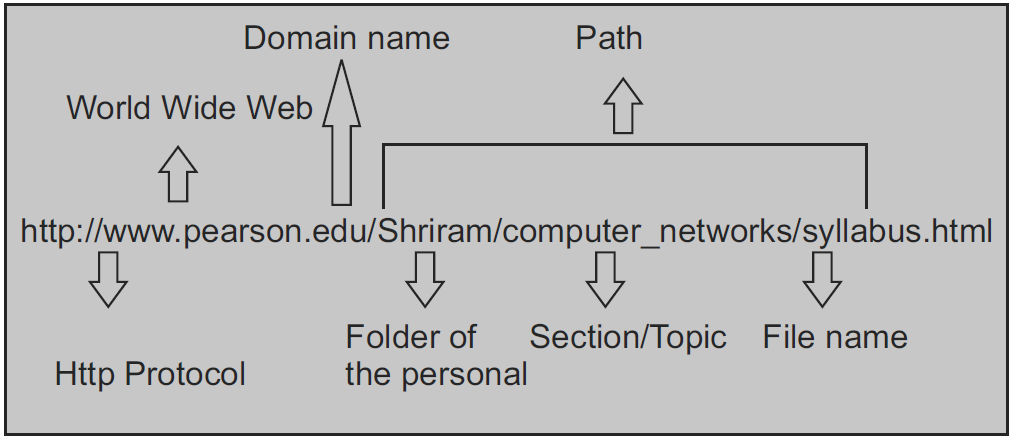 Domain name
Path
World Wide Web
http://www.pearson.edu/Shriram/computer_networks/syllabus.html
Http Protocol
Folder of
the personal
Section/Topic
File name